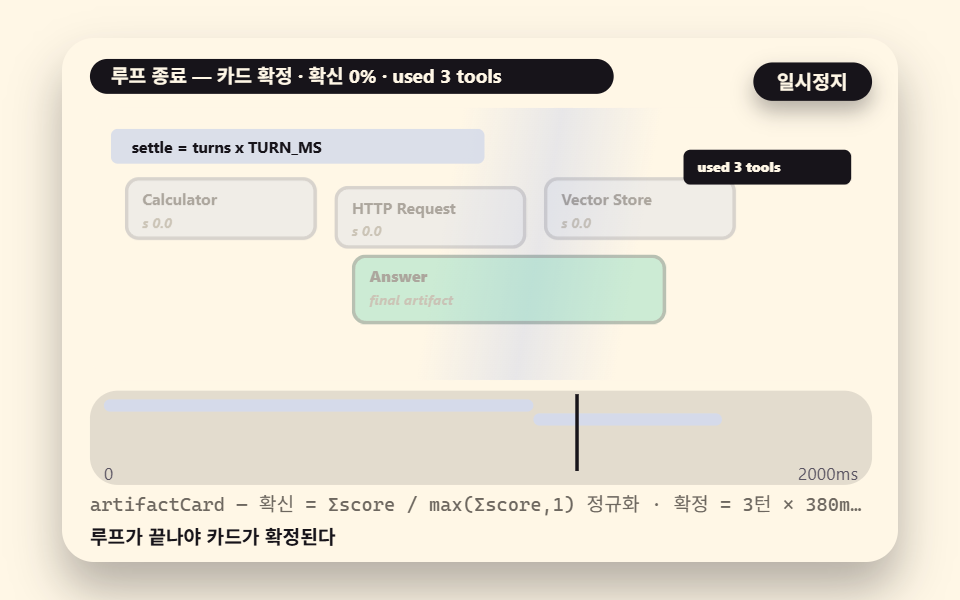 루프 종료 — 카드 확정 · 확신 0% · used 3 tools
일시정지
settle = turns x TURN_MS
used 3 tools
Calculator
s 0.0
HTTP Request
s 0.0
Vector Store
s 0.0
Answer
final artifact
0
2000ms
artifactCard — 확신 = Σscore / max(Σscore,1) 정규화 · 확정 = 3턴 × 380m…
루프가 끝나야 카드가 확정된다